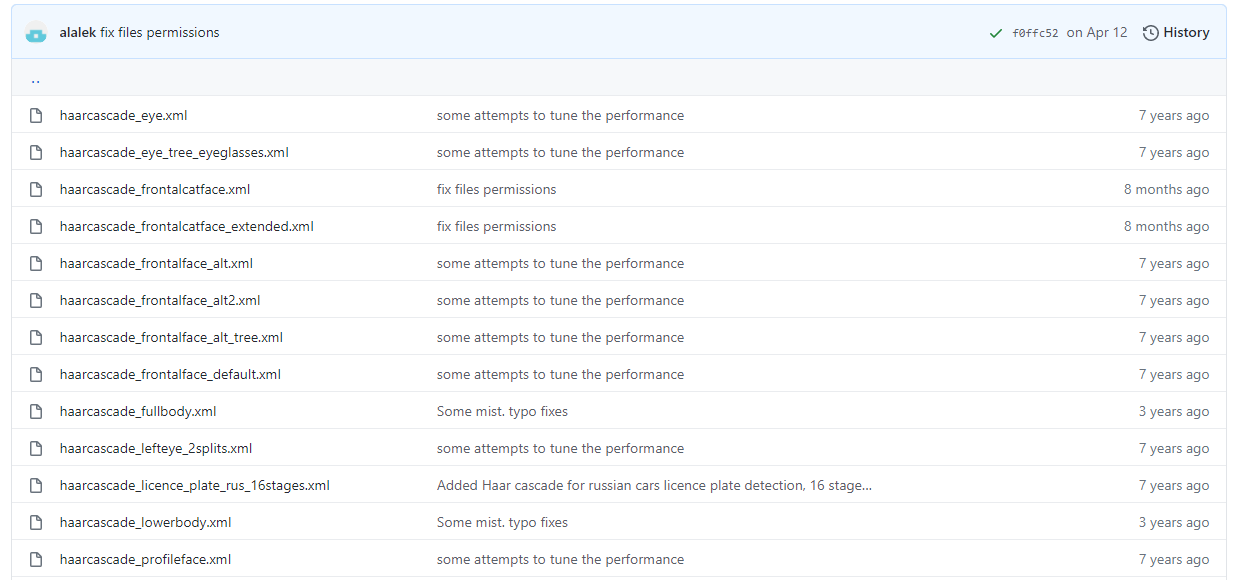 alalek fix files permissions f0ffc52 on Apr 12 History
..
haarcascade_eye.xml some attempts to tune the performance 7 years ago
haarcascade_eye_tree_eyeglasses.xml some attempts to tune the performance 7 years ago
haarcascade_frontalcatface.xml fix files permissions 8 months ago
haarcascade_frontalcatface_extended.xml fix files permissions 8 months ago
haarcascade_frontalface_alt.xml some attempts to tune the performance 7 years ago
haarcascade_frontalface_alt2.xml some attempts to tune the performance 7 years ago
haarcascade_frontalface_alt_tree.xml some attempts to tune the performance 7 years ago
haarcascade_frontalface_default.xml some attempts to tune the performance 7 years ago
haarcascade_fullbody.xml Some mist. typo fixes 3 years ago
haarcascade_lefteye_2splits.xml some attempts to tune the performance 7 years ago
haarcascade_licence_plate_rus_16stages.xml Added Haar cascade for russian cars licence plate detection, 16 stage... 7 years ago
haarcascade_lowerbody.xml Some mist. typo fixes 3 years ago
haarcascade_profileface.xml some attempts to tune the performance 7 years ago